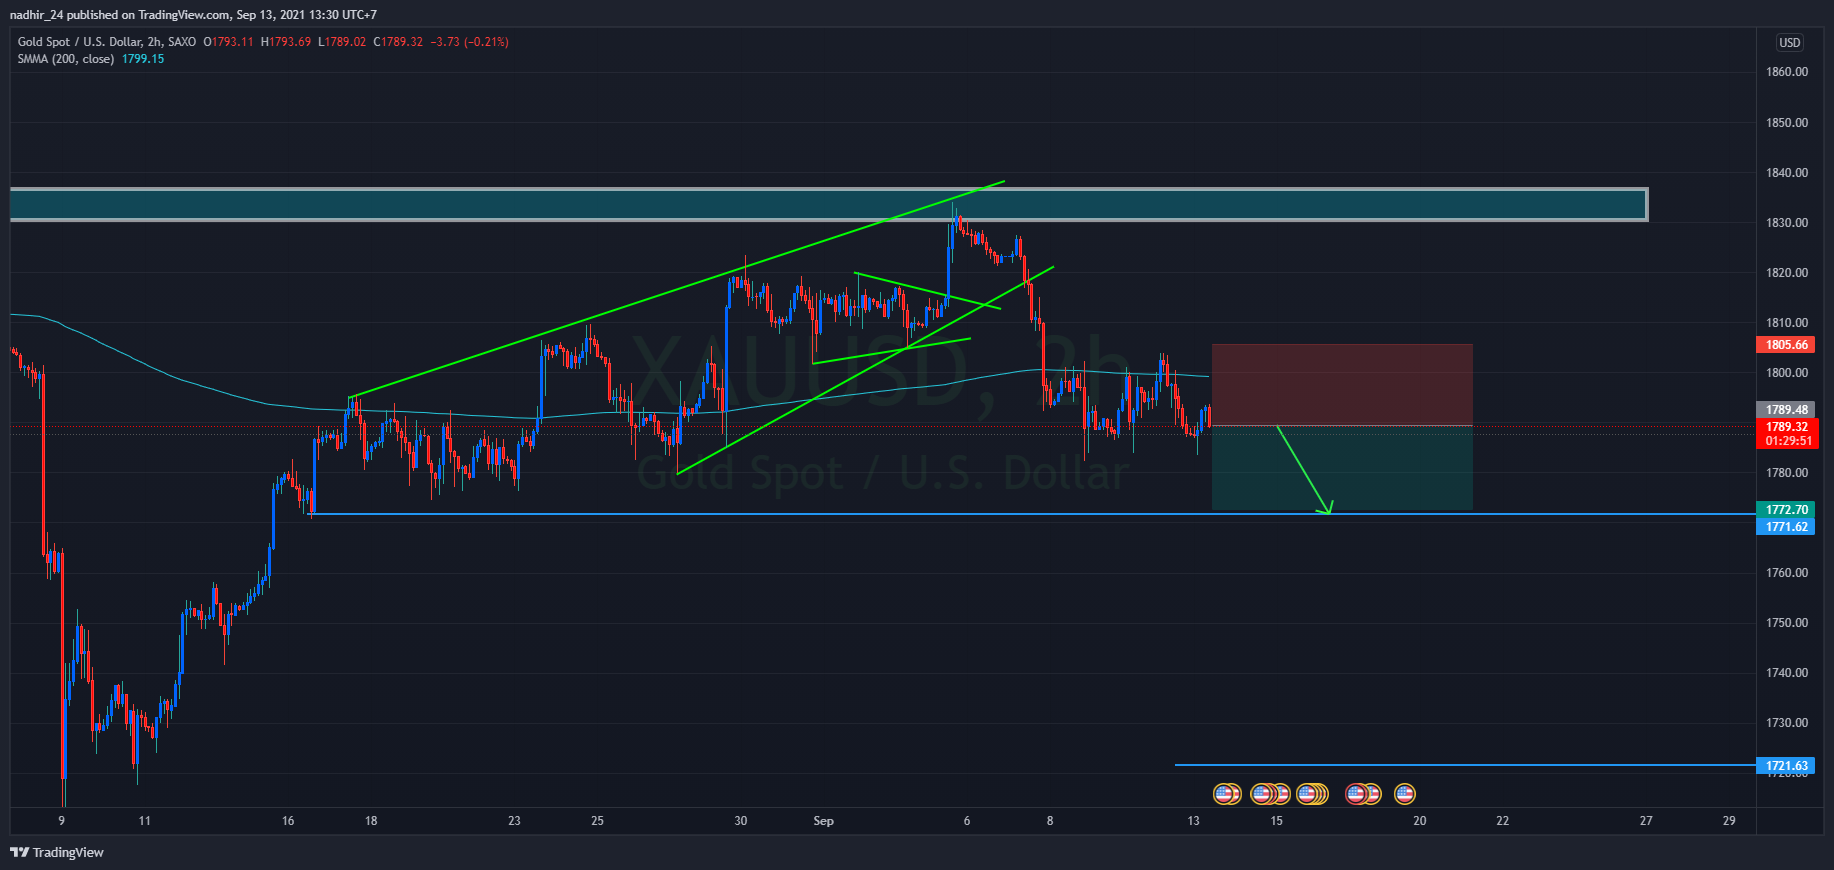 nadhir_24 published on TradingView.com, Sep 13, 2021 13:30 UTC+7
Gold Spot / U.S. Dollar, 2h, SAXO O1793.11 H1793.69 L1789.02 C1789.32 −3.73 (−0.21%)
SMMA (200, close) 1799.15
USD
1860.00
1850.00
1840.00
1830.00
1820.00
1810.00
1805.66
1800.00
1789.48
1789.32
01:29:51
1780.00
1772.70
1771.62
1760.00
1750.00
1740.00
1730.00
1721.63
XAUUSD, 2h
Gold Spot / U.S. Dollar
9 11 16 18 23 25 30 Sep 6 8 13 15 20 22 27 29
TradingView